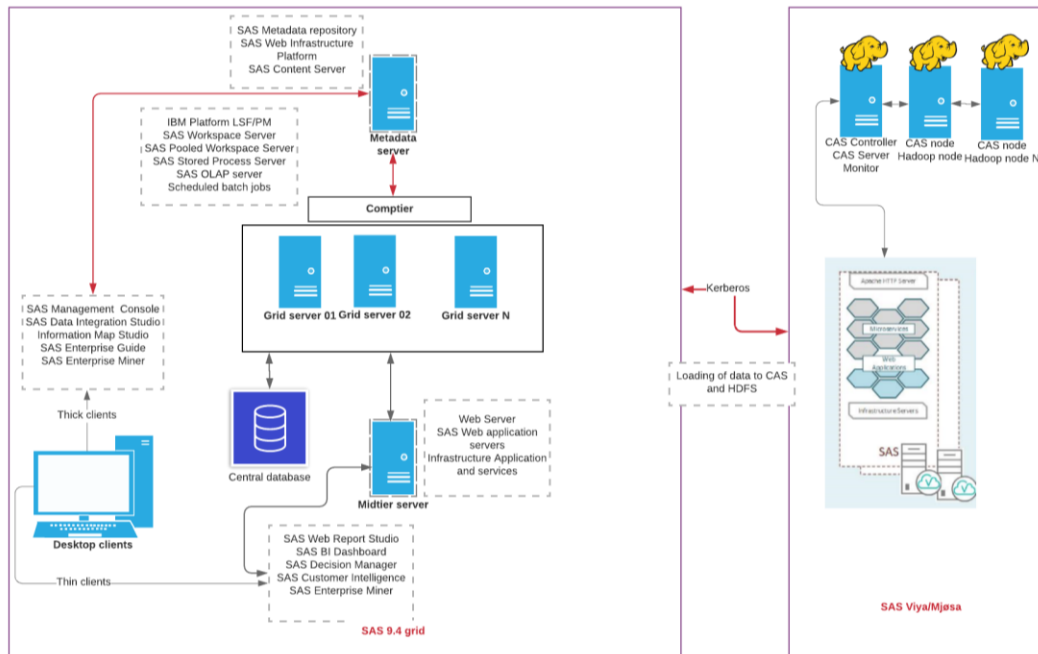 SAS Metadata repository
SAS Web Infrastructure
Platform
SAS Content Server
Metadata
server
IBM Platform LSF/PM
SAS Workspace Server
SAS Pooled Workspace Server
SAS Stored Process Server
SAS OLAP server
Scheduled batch jobs
Comptier
Grid server 01
Grid server 02
Grid server N
SAS Management Console
SAS Data Integration Studio
Information Map Studio
SAS Enterprise Guide
SAS Enterprise Miner
Thick clients
Desktop clients
Thin clients
Central database
Web Server
SAS Web application
servers
Infrastructure Application
and services
Midtier server
SAS Web Report Studio
SAS BI Dashboard
SAS Decision Manager
SAS Customer Intelligence
SAS Enterprise Miner
SAS 9.4 grid
Kerberos
Loading of data to CAS
and HDFS
CAS Controller
CAS Server
Monitor
CAS node
Hadoop node
CAS node
Hadoop node N
Apache HTTP Server
Microservices
Web
Applications
Infrastructure Servers
SAS
SAS Viya/Mjøsa